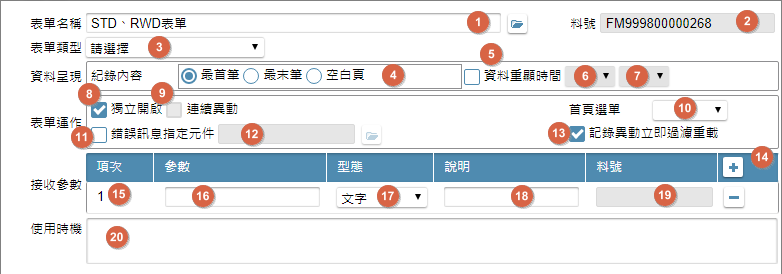 表單名稱 STD、RWD表單 1 料號 FM999800000268 2
表單類型 請選擇 3
5
資料呈現 紀錄內容 最首筆 最末筆 空白頁 4 資料重顯時間 6 7
8 9
表單運作 獨立開啟 連續異動 首頁選單 10
11 錯誤訊息指定元件 12 13 記錄異動立即過濾重載
接收參數 項次 參數 型態 說明 料號 14
1 15 16 文字 17 18 19
使用時機 20